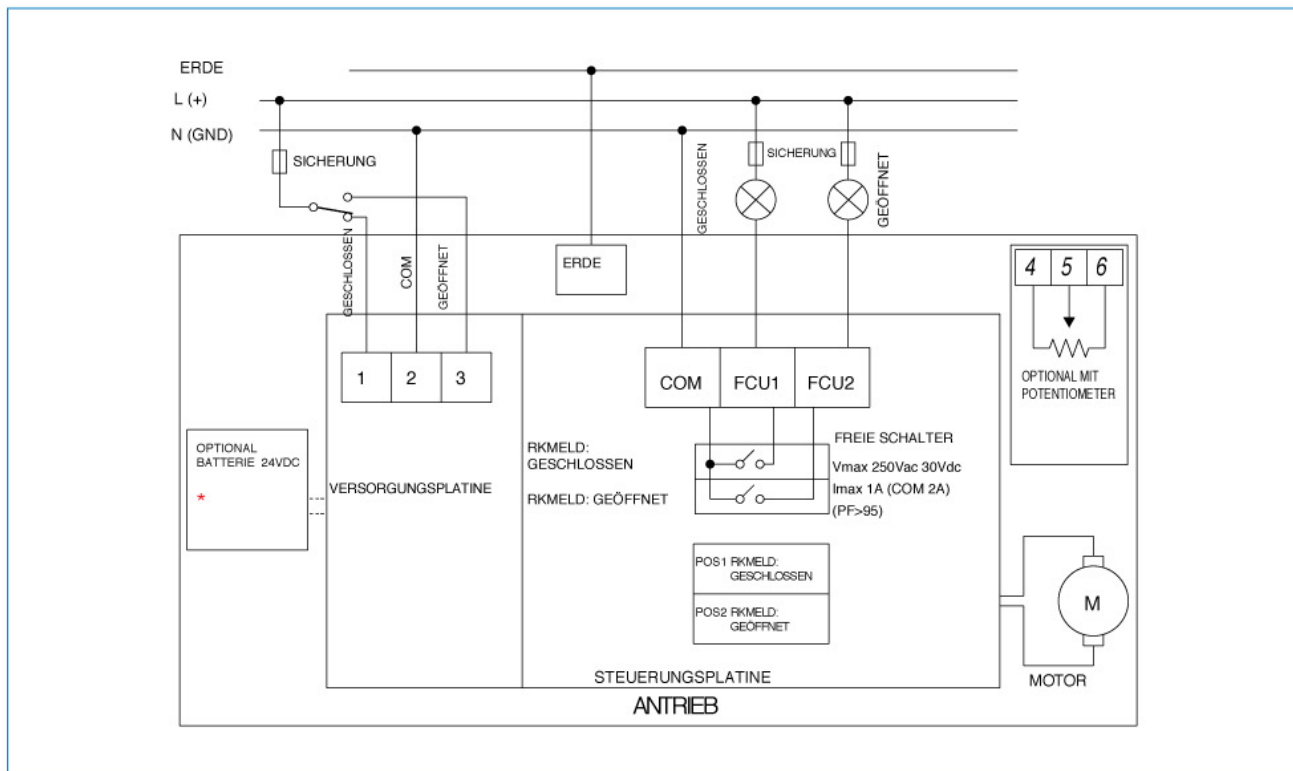 ERDE
L (+)
N (GND)
SICHERUNG
GESCHLOSSEN
SICHERUNG
GEÖFFNET
GESCHLOSSEN
COM
GEÖFFNET
ERDE
4 5 6
OPTIONAL MIT
POTENTIOMETER
1 2 3
COM FCU1 FCU2
OPTIONAL
BATTERIE 24VDC
*
VERSORGUNGSPLATINE
RKMELD:
GESCHLOSSEN
RKMELD: GEÖFFNET
FREIE SCHALTER
Vmax 250Vac 30Vdc
Imax 1A (COM 2A)
(PF>95)
POS1 RKMELD:
GESCHLOSSEN
POS2 RKMELD:
GEÖFFNET
M
MOTOR
STEUERUNGSPLATINE
ANTRIEB